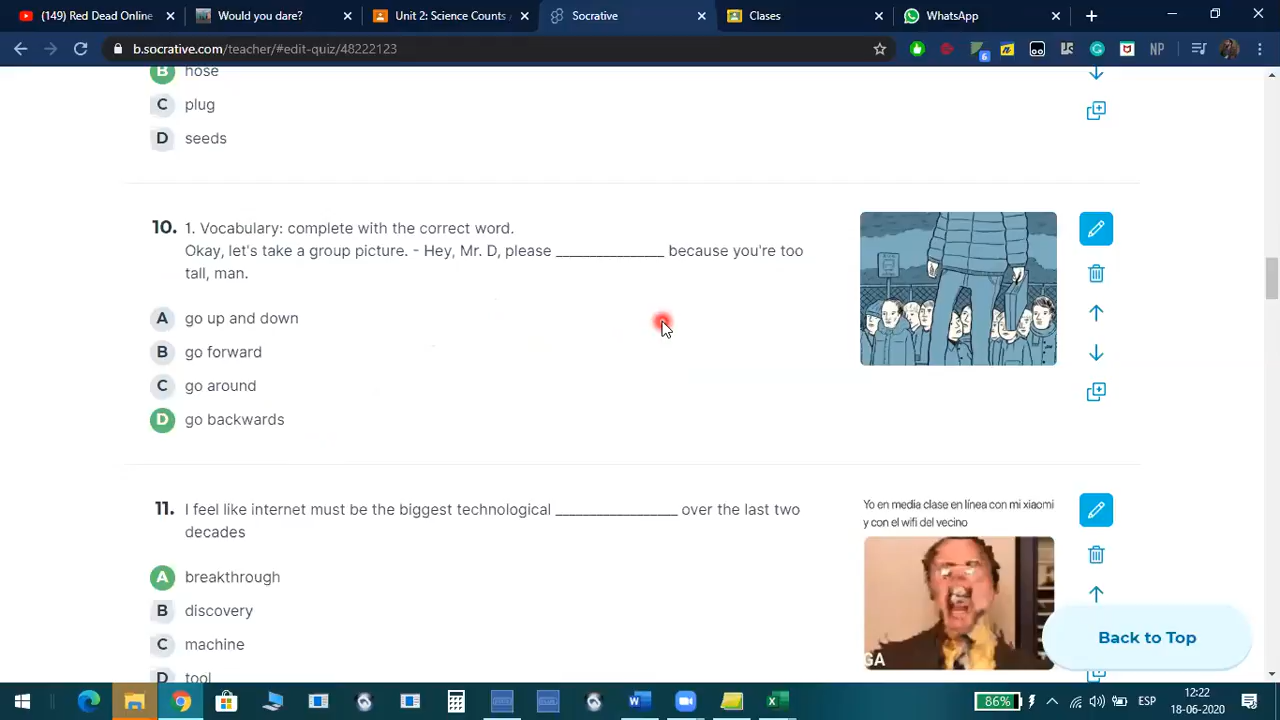 (149) Red Dead Online
Would you dare?
Unit 2: Science Counts
Socrative
Clases
WhatsApp
b.socrative.com/teacher/#edit-quiz/48222123
6
NP
B hose
C plug
D seeds
10. 1. Vocabulary: complete with the correct word.
Okay, let's take a group picture. - Hey, Mr. D, please ________________ because you're too
tall, man.
A go up and down
B go forward
C go around
D go backwards
11. I feel like internet must be the biggest technological __________________ over the last two
decades
Yo en media clase en línea con mi xiaomi
y con el wifi del vecino
GA
A breakthrough
B discovery
C machine
D tool
Back to Top
86%
ESP
12:22
18-06-2020